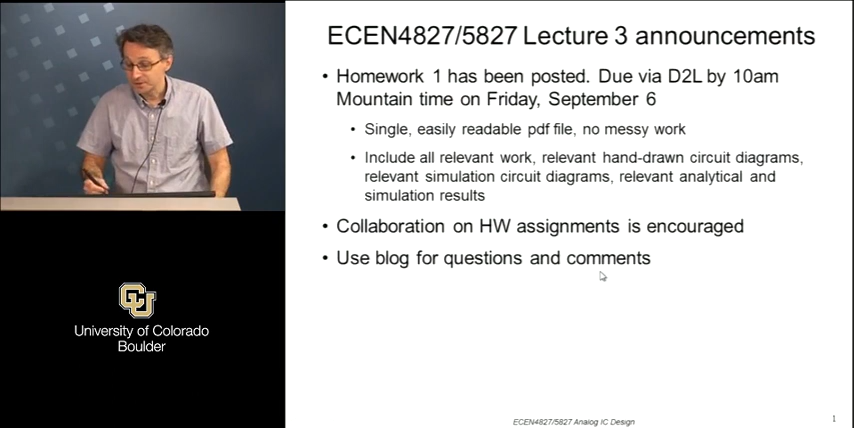 ECEN4827/5827 Lecture 3 announcements
• Homework 1 has been posted. Due via D2L by 10am
Mountain time on Friday, September 6
• Single, easily readable pdf file, no messy work
• Include all relevant work, relevant hand-drawn circuit diagrams,
relevant simulation circuit diagrams, relevant analytical and
simulation results
• Collaboration on HW assignments is encouraged
• Use blog for questions and comments
CU
University of Colorado
Boulder
ECEN4827/5827 Analog IC Design
1